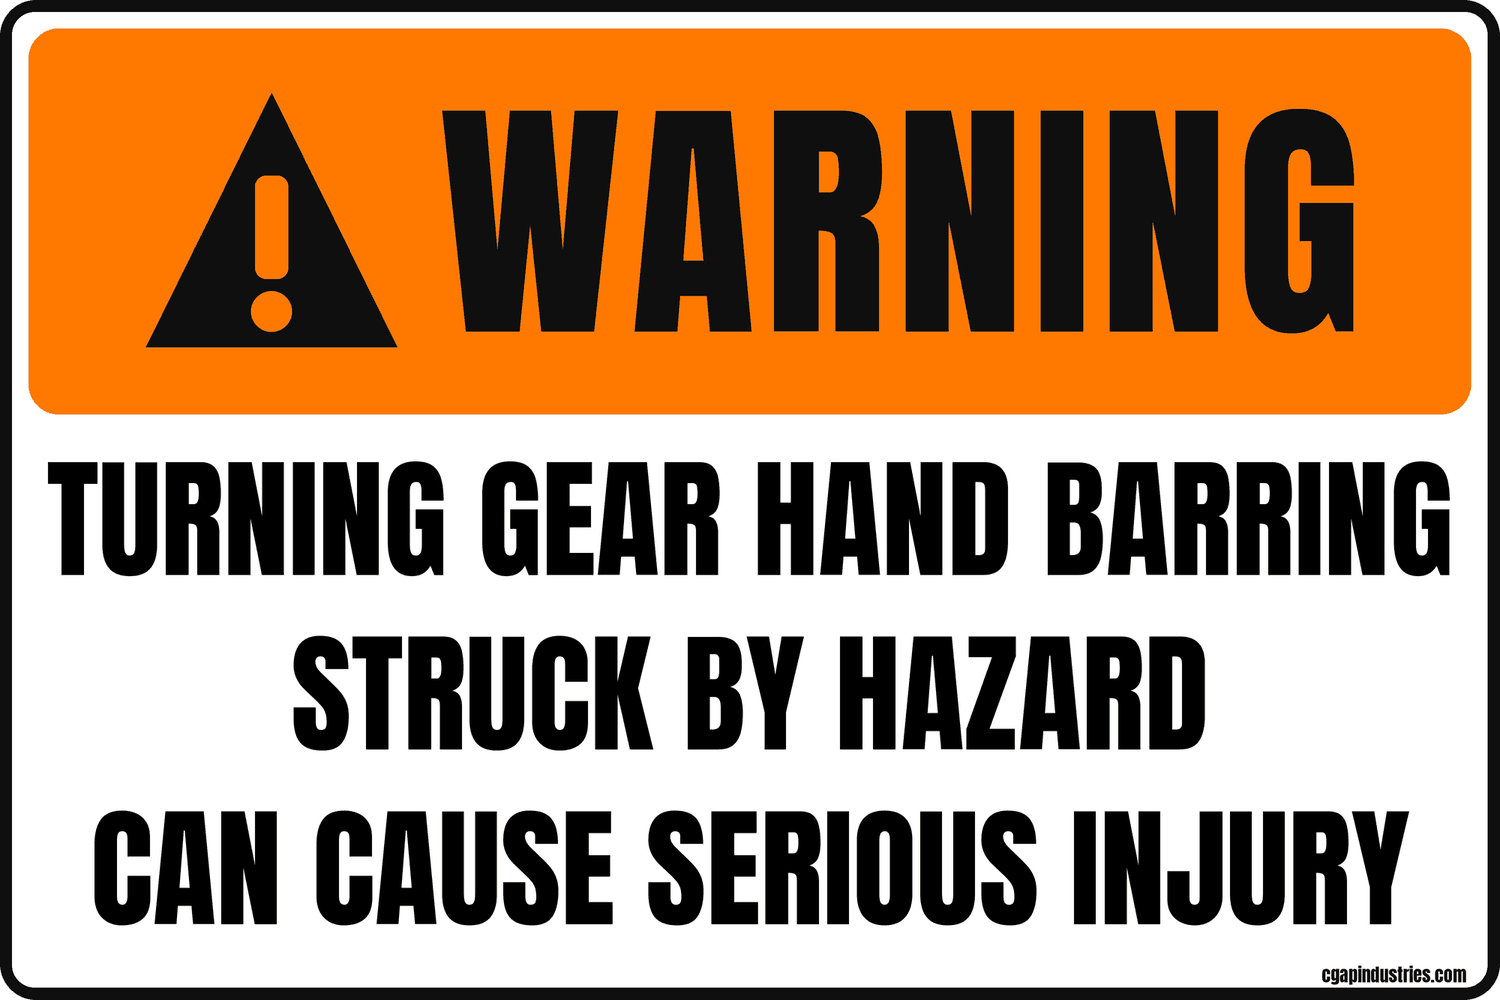 WARNING
TURNING GEAR HAND BARRING
STRUCK BY HAZARD
CAN CAUSE SERIOUS INJURY
cgapindustries.com